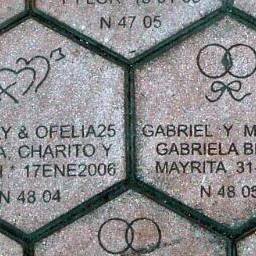 N 47 05
Y & OFELIA25
A, CHARITO Y
* 17ENE2006
N 48 04
GABRIEL Y M
GABRIELA B
MAYRITA 31
N 48 05